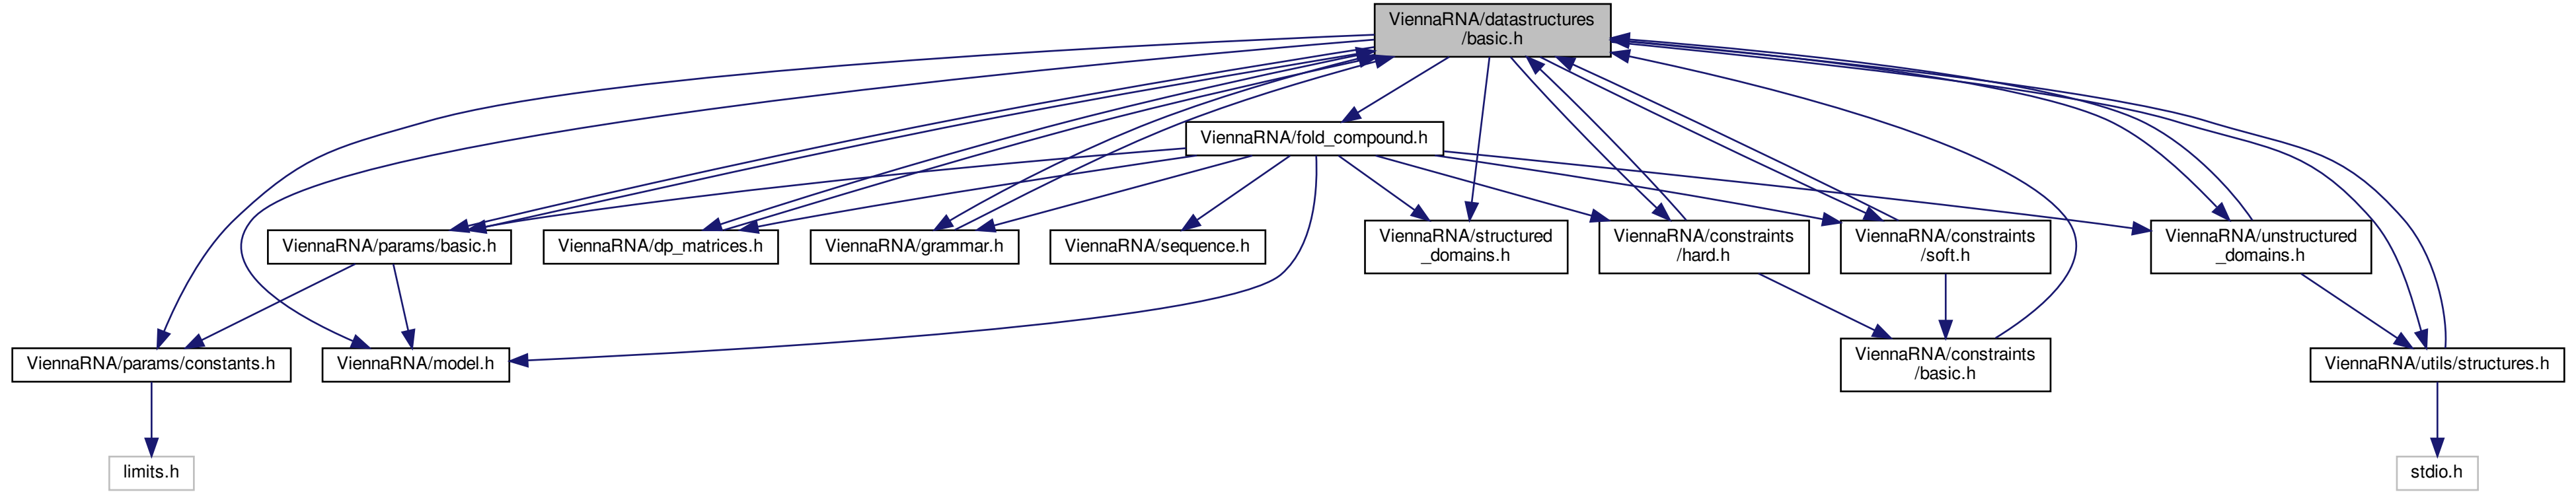 ViennaRNA/datastructures
/basic.h
ViennaRNA/fold_compound.h
ViennaRNA/params/basic.h
ViennaRNA/dp_matrices.h
ViennaRNA/grammar.h
ViennaRNA/sequence.h
ViennaRNA/structured
_domains.h
ViennaRNA/constraints
/hard.h
ViennaRNA/constraints
/soft.h
ViennaRNA/unstructured
_domains.h
ViennaRNA/params/constants.h
ViennaRNA/model.h
ViennaRNA/constraints
/basic.h
ViennaRNA/utils/structures.h
limits.h
stdio.h